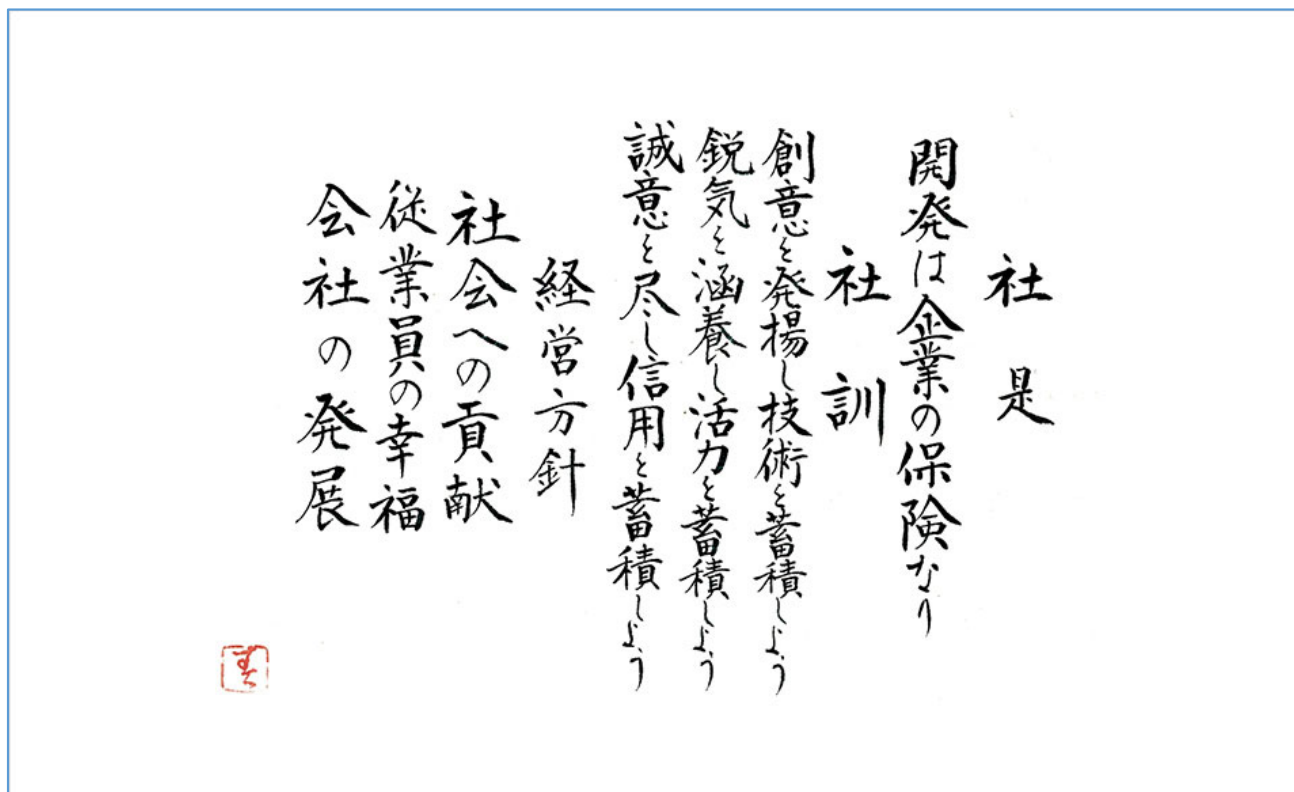 社是
開発は企業の保険なり
社訓
創意を発揚し技術を蓄積しよう
鋭気を涵養し活力を蓄積しよう
誠意を尽し信用を蓄積しよう
経営方針
社会への貢献
従業員の幸福
会社の発展